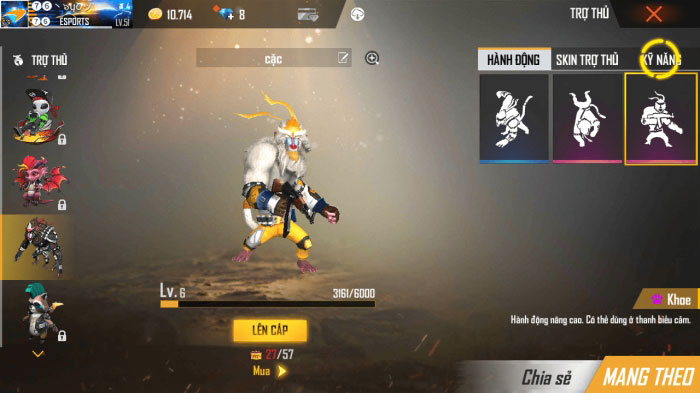 ESPORTS
LV.51
10.714
8
TRỢ THỦ
TRỢ THỦ
cặc
HÀNH ĐỘNG
SKIN TRỢ THỦ
KỸ NĂNG
Lv. 6
3161/6000
LÊN CẤP
27/57
Mua
Khoe
Hành động nâng cao. Có thể dùng ở thanh biểu cảm.
Chia sẻ
MANG THEO